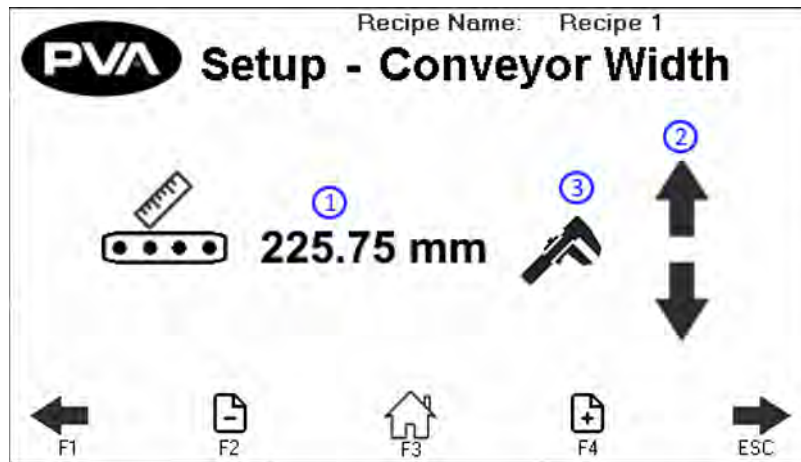 Recipe Name: Recipe 1
PVA
Setup - Conveyor Width
2
1
3
225.75 mm
F1
F2
F3
F4
ESC